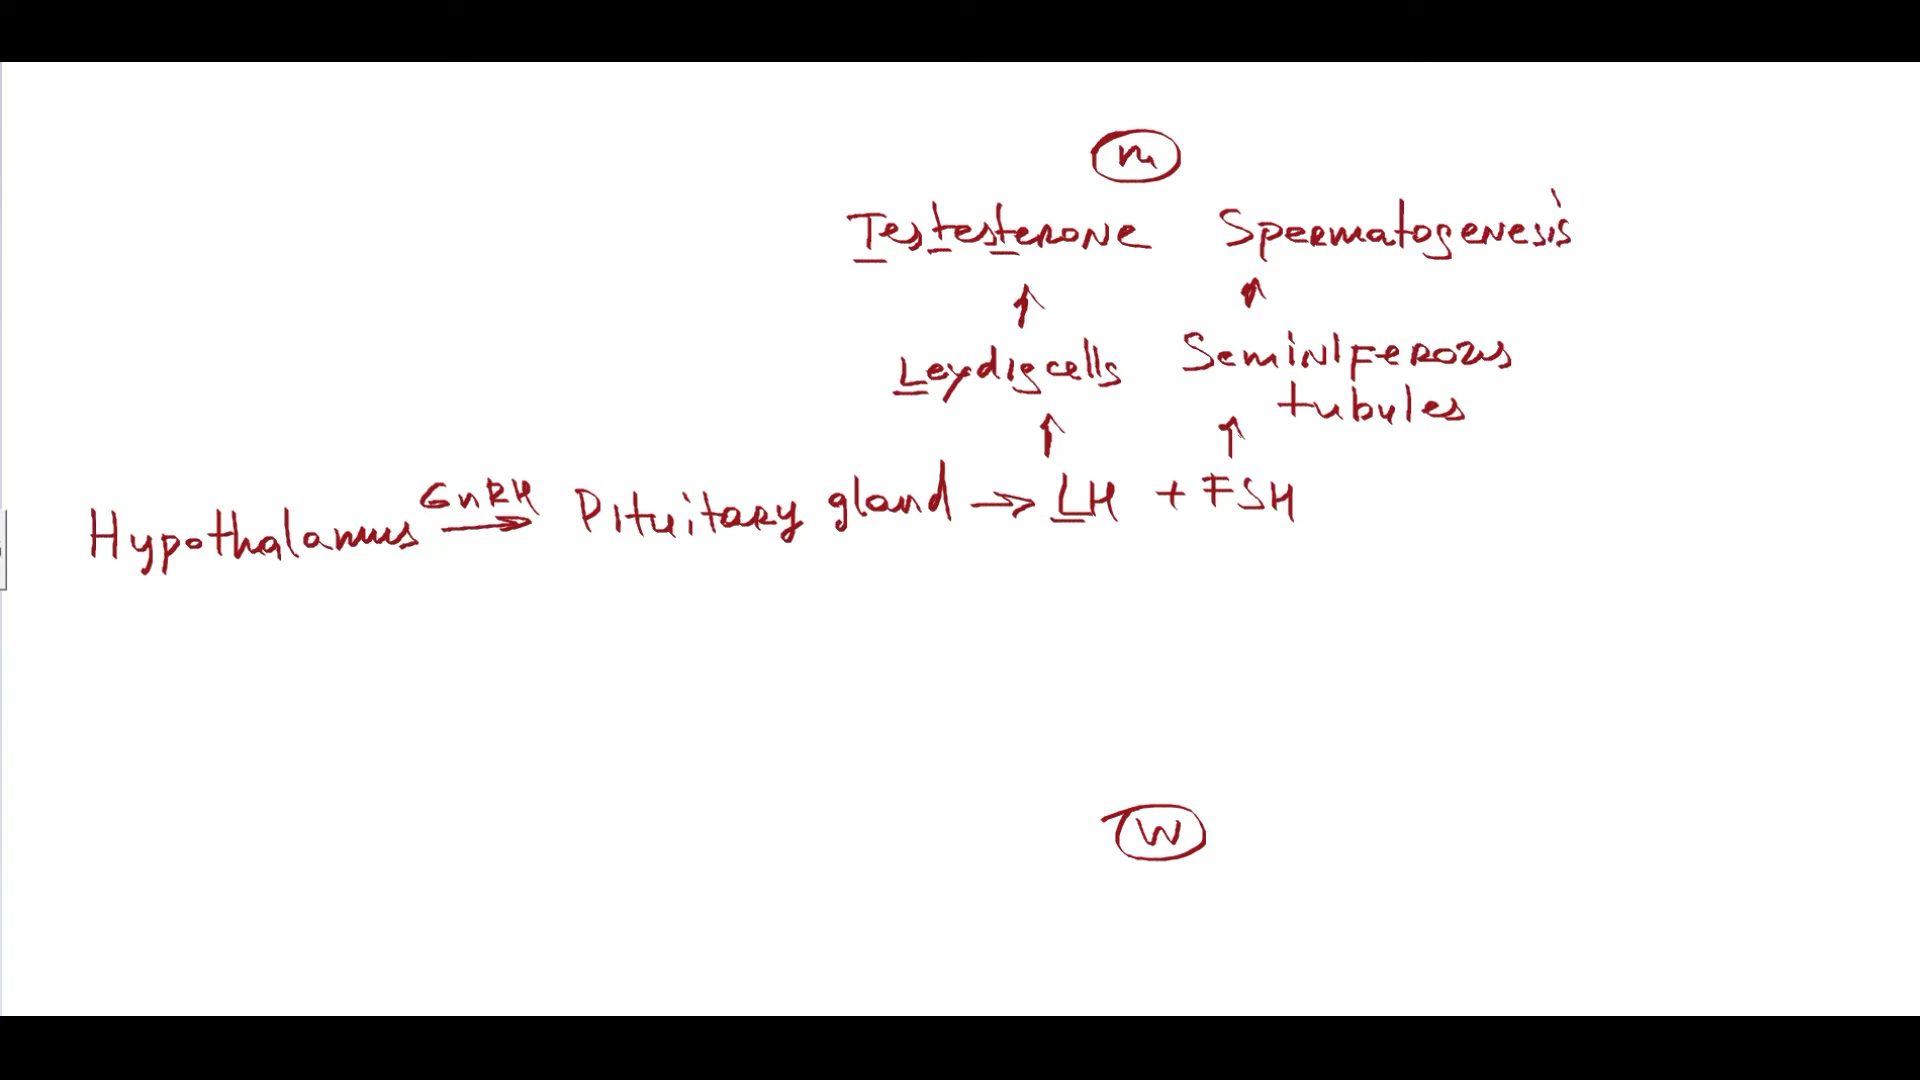 m
Testesterone Spermatogenesis
Leydig cells Seminiferous
tubules
Hypothalamus GnRH Pituitary gland LH + FSH
W